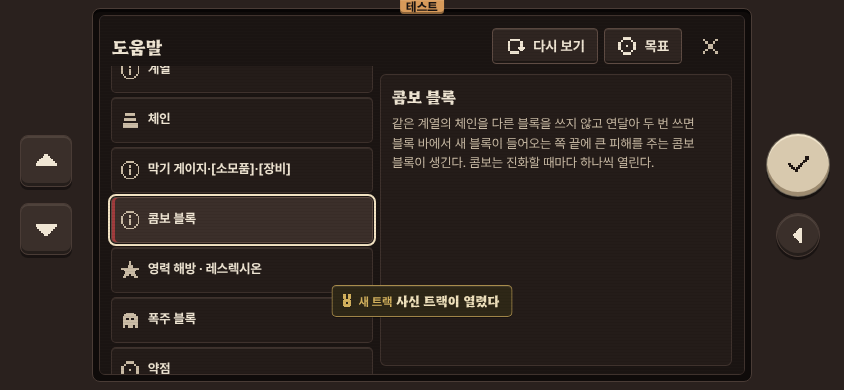 테스트
도움말
다시 보기
목표
계열
체인
막기 게이지·[소모품]·[장비]
콤보 블록
영력 해방 · 레스렉시온
폭주 블록
약점
콤보 블록
같은 계열의 체인을 다른 블록을 쓰지 않고 연달아 두 번 쓰면
블록 바에서 새 블록이 들어오는 쪽 끝에 큰 피해를 주는 콤보
블록이 생긴다. 콤보는 진화할 때마다 하나씩 열린다.
새 트랙 사신 트랙이 열렸다